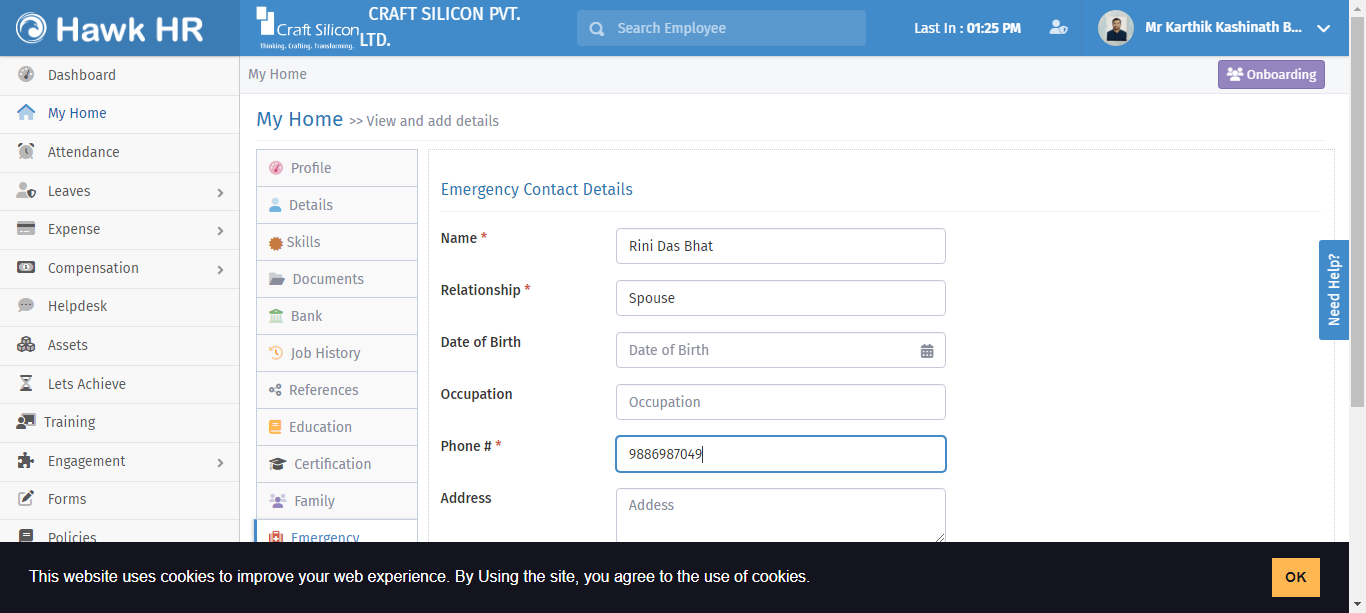 Hawk HR
Craft Silicon
Thinking. Crafting. Transforming.
CRAFT SILICON PVT.
LTD.
Search Employee
Last In : 01:25 PM
Mr Karthik Kashinath B...
Dashboard
My Home
Attendance
Leaves
Expense
Compensation
Helpdesk
Assets
Lets Achieve
Training
Engagement
Forms
Policies
My Home
Onboarding
My Home >> View and add details
Profile
Details
Skills
Documents
Bank
Job History
References
Education
Certification
Family
Emergency
Emergency Contact Details
Name *
Rini Das Bhat
Relationship *
Spouse
Date of Birth
Date of Birth
Occupation
Occupation
Phone # *
9886987049
Address
Addess
Need Help?
This website uses cookies to improve your web experience. By Using the site, you agree to the use of cookies.
OK